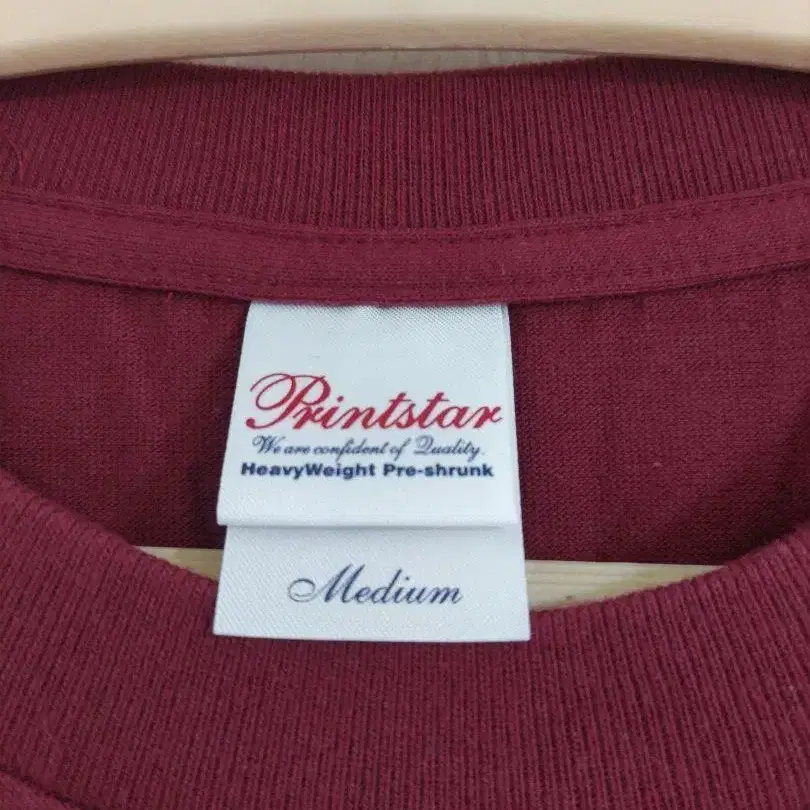 Printstar
We are confident of Quality.
HeavyWeight Pre-shrunk
Medium